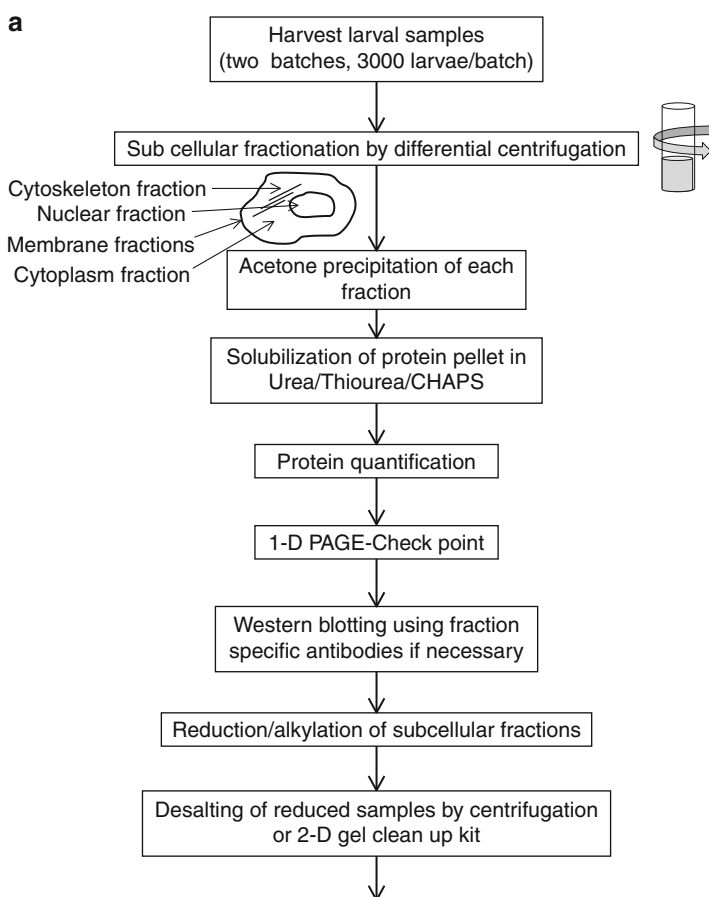 a
Harvest larval samples
(two batches, 3000 larvae/batch)
Sub cellular fractionation by differential centrifugation
Cytoskeleton fraction
Nuclear fraction
Membrane fractions
Cytoplasm fraction
Acetone precipitation of each
fraction
Solubilization of protein pellet in
Urea/Thiourea/CHAPS
Protein quantification
1-D PAGE-Check point
Western blotting using fraction
specific antibodies if necessary
Reduction/alkylation of subcellular fractions
Desalting of reduced samples by centrifugation
or 2-D gel clean up kit